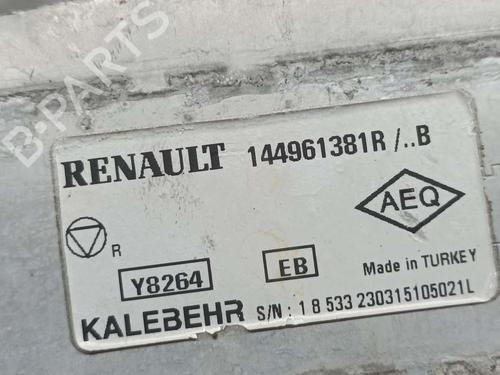 B-PARTS
RENAULT 144961381R /..B
AEQ
R
Y8264 EB Made in TURKEY
KALEBEHR S/N : 1 8 533 230315105021L